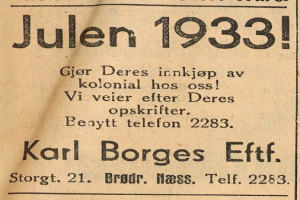 Julen 1933!
Gjør Deres innkjøp av
kolonial hos oss!
Vi veier efter Deres
opskrifter.
Benytt telefon 2283.
Karl Borges Eftf.
Storgt. 21. Brødr. Næss. Telf. 2283.